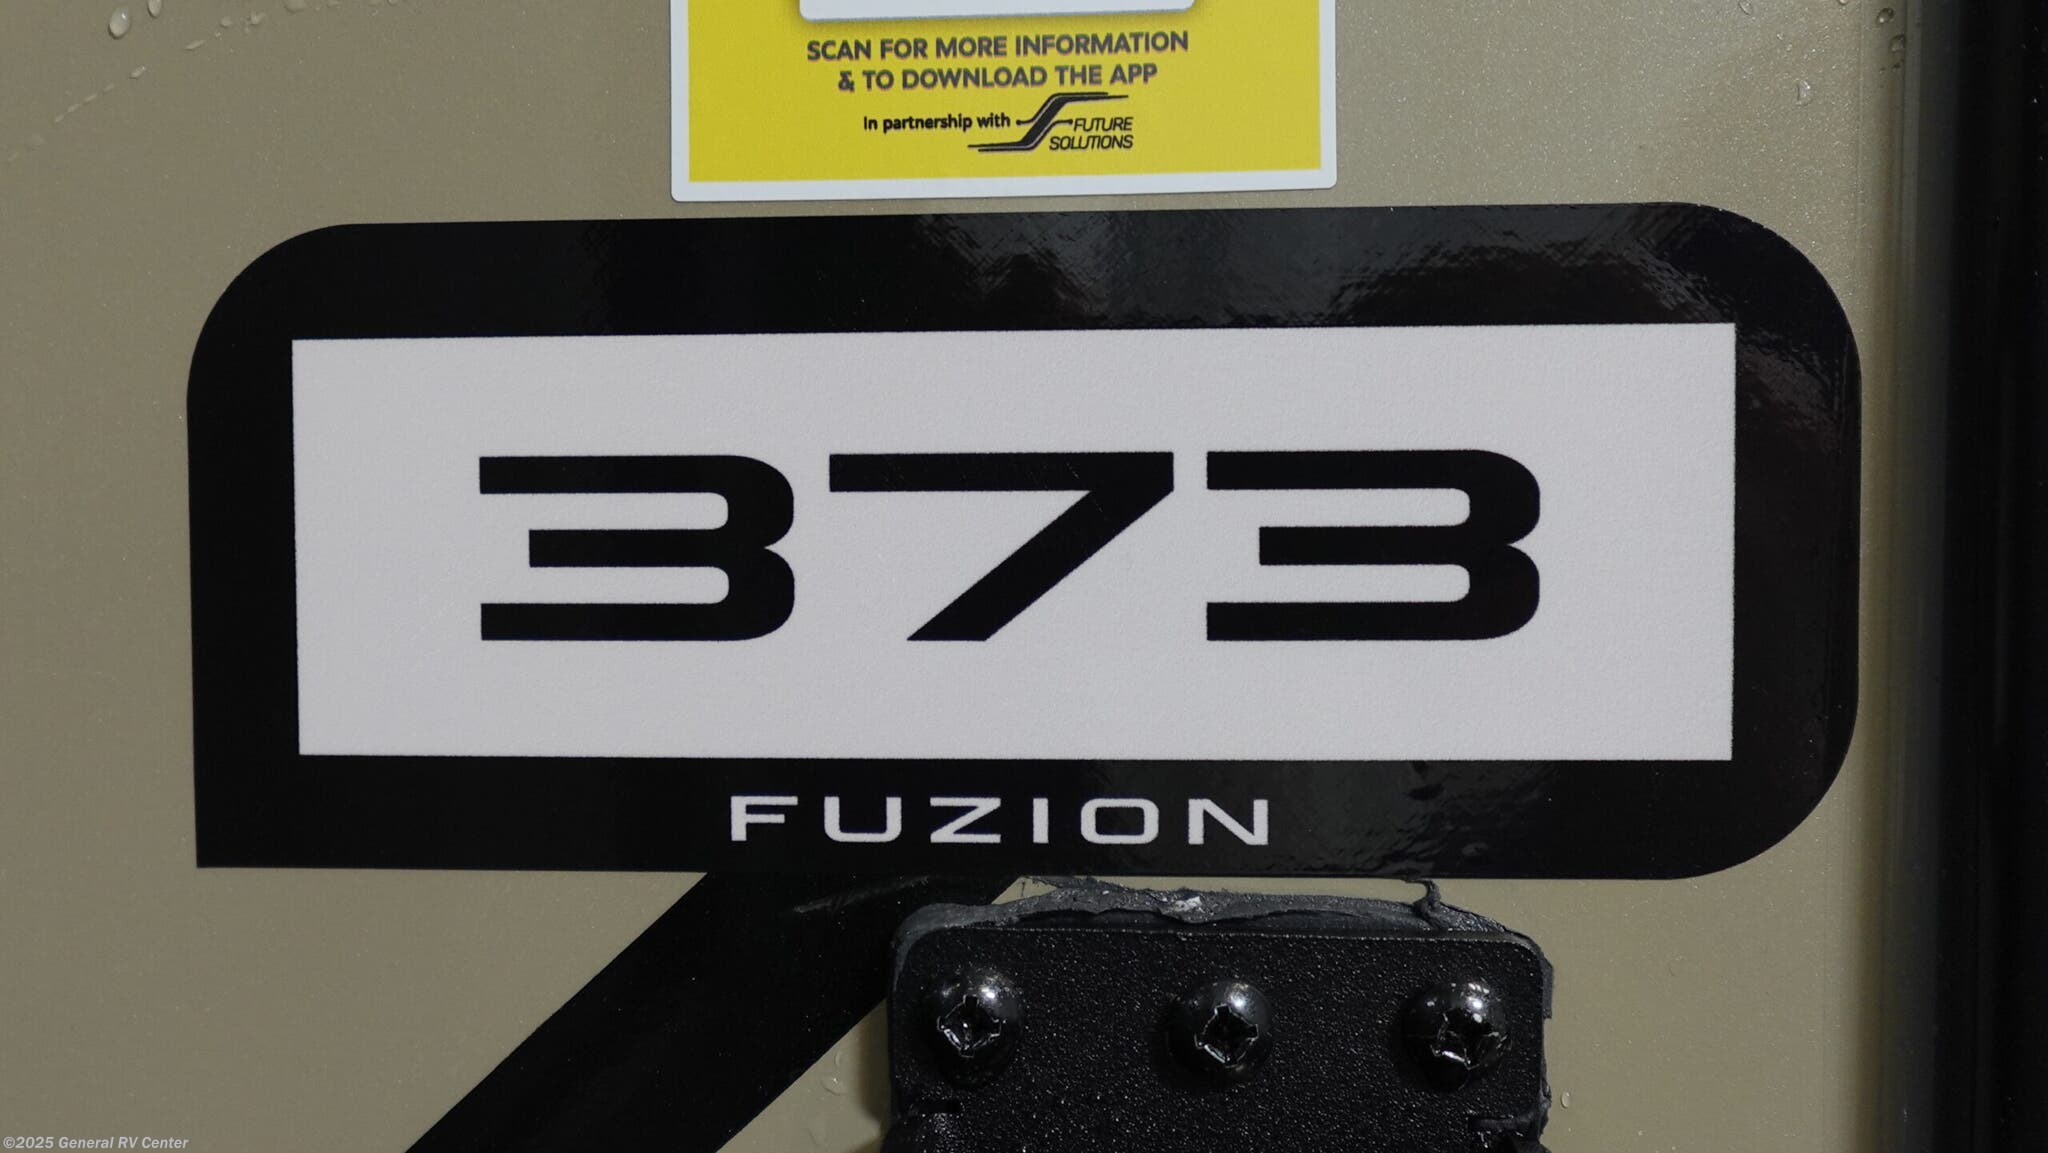 SCAN FOR MORE INFORMATION
& TO DOWNLOAD THE APP
In partnership with FUTURE
SOLUTIONS
373
FUZION
©2025 General RV Center